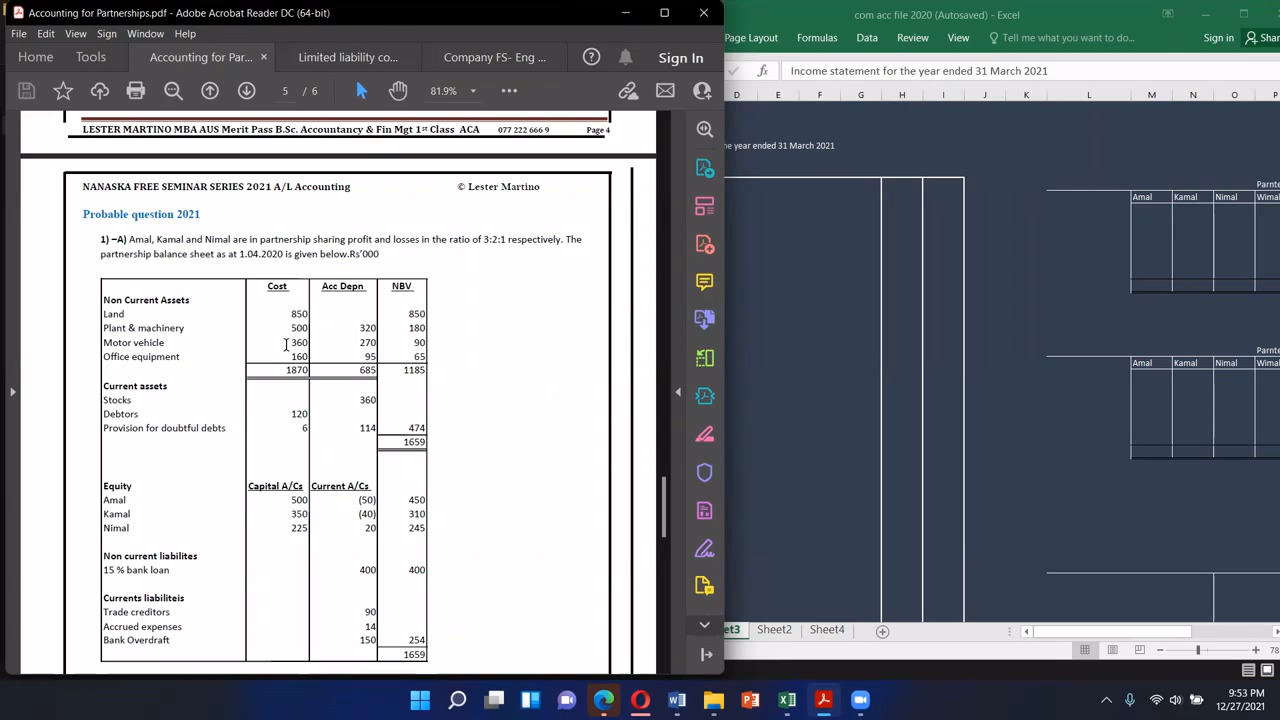 Accounting for Partnerships.pdf - Adobe Acrobat Reader DC (64-bit)
File Edit View Sign Window Help
Home Tools Accounting for Par... × Limited liability co... Company FS- Eng ... Sign In
5 / 6 81.9%
LESTER MARTINO MBA AUS Merit Pass B.Sc. Accountancy & Fin Mgt 1st Class ACA 077 222 666 9 Page 4
NANASKA FREE SEMINAR SERIES 2021 A/L Accounting © Lester Martino
Probable question 2021
1) –A) Amal, Kamal and Nimal are in partnership sharing profit and losses in the ratio of 3:2:1 respectively. The
partnership balance sheet as at 1.04.2020 is given below.Rs'000
Cost Acc Depn NBV
Non Current Assets
Land 850 850
Plant & machinery 500 320 180
Motor vehicle 360 270 90
Office equipment 160 95 65
1870 685 1185
Current assets
Stocks 360
Debtors 120
Provision for doubtful debts 6 114 474
1659
Equity Capital A/Cs Current A/Cs
Amal 500 (50) 450
Kamal 350 (40) 310
Nimal 225 20 245
Non current liabilites
15 % bank loan 400 400
Currents liabiliteis
Trade creditors 90
Accrued expenses 14
Bank Overdraft 150 254
1659
com acc file 2020 (Autosaved) - Excel
Page Layout Formulas Data Review View Tell me what you want to do... Sign in Shar
fx Income statement for the year ended 31 March 2021
D E F G H I J K L M N O P
he year ended 31 March 2021
Parnte
Amal Kamal Nimal Wima
Parnte
Amal Kamal Nimal Wima
et3 Sheet2 Sheet4
78
9:53 PM
12/27/2021